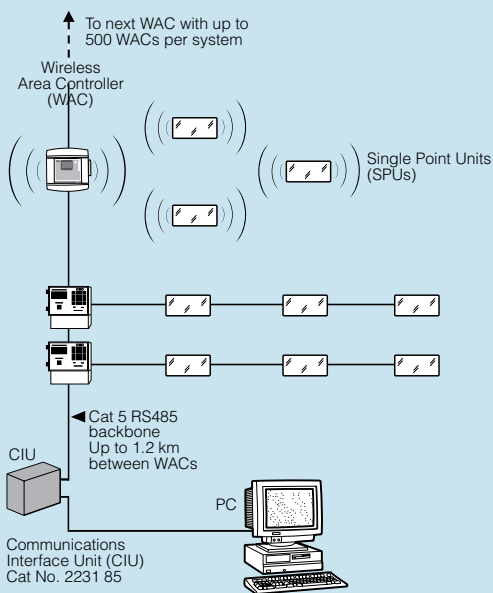 To next WAC with up to
500 WACs per system
Wireless
Area Controller
(WAC)
Single Point Units
(SPUs)
Cat 5 RS485
backbone
Up to 1.2 km
between WACs
CIU
PC
Communications
Interface Unit (CIU)
Cat No. 2231 85